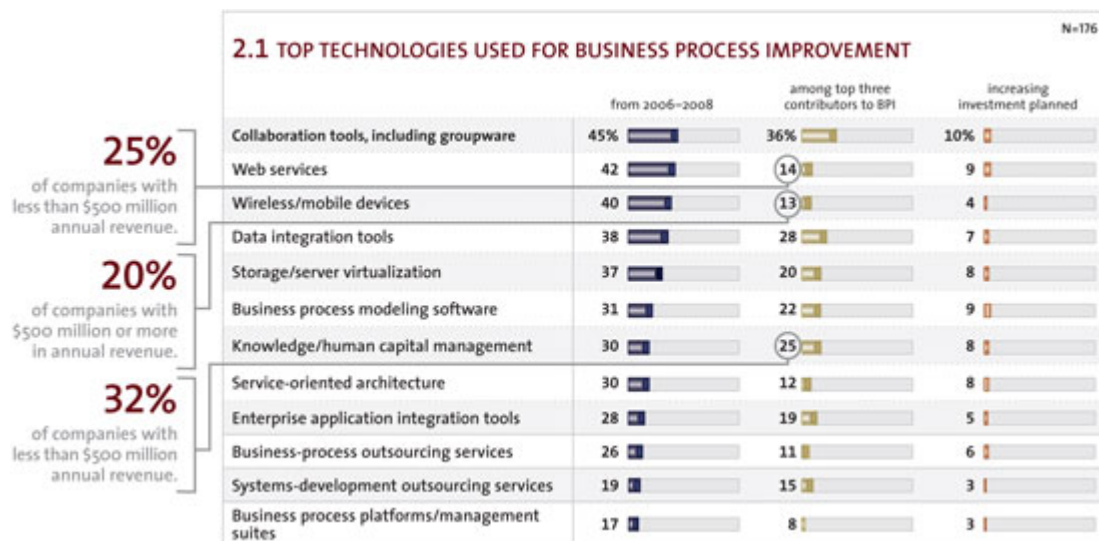 N=176
2.1 TOP TECHNOLOGIES USED FOR BUSINESS PROCESS IMPROVEMENT
from 2006–2008
among top three
contributors to BPI
increasing
investment planned
Collaboration tools, including groupware 45% 36% 10%
Web services 42 14 9
Wireless/mobile devices 40 13 4
Data integration tools 38 28 7
Storage/server virtualization 37 20 8
Business process modeling software 31 22 9
Knowledge/human capital management 30 25 8
Service-oriented architecture 30 12 8
Enterprise application integration tools 28 19 5
Business-process outsourcing services 26 11 6
Systems-development outsourcing services 19 15 3
Business process platforms/management
suites 17 8 3
25%
of companies with
less than $500 million
annual revenue.
20%
of companies with
$500 million or more
in annual revenue.
32%
of companies with
less than $500 million
annual revenue.